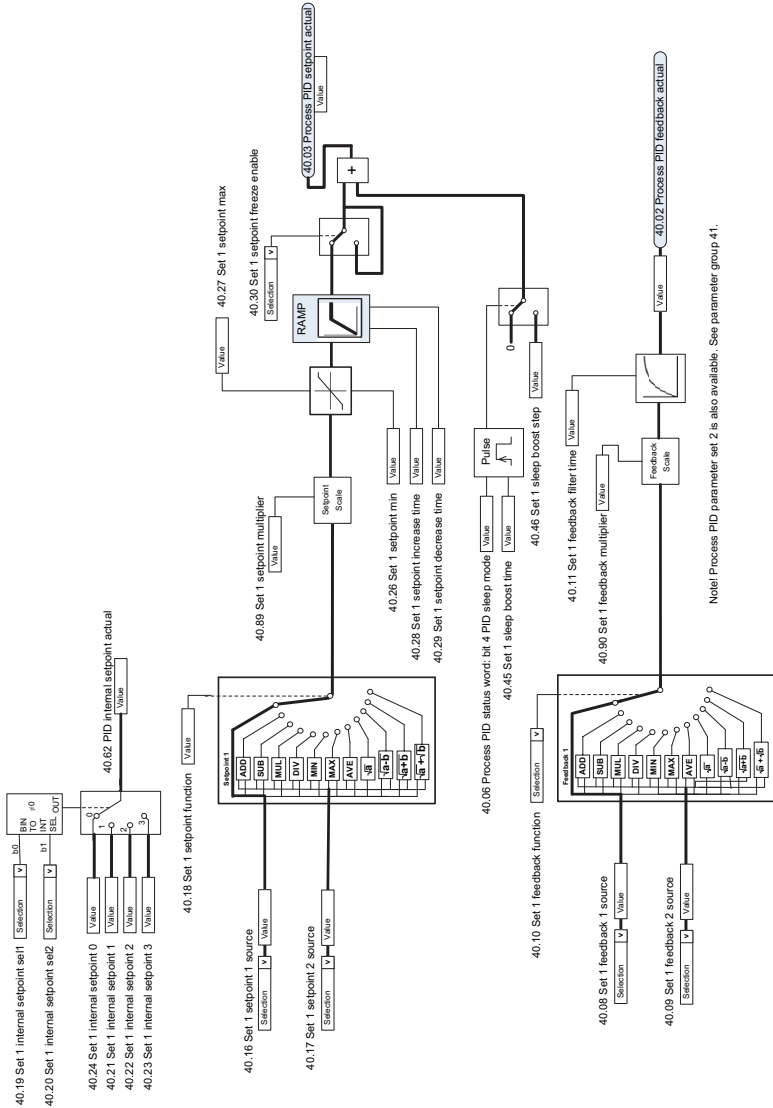 40.19 Set 1 internal setpoint sel1
Selection
v
b0
40.20 Set 1 internal setpoint sel2
Selection
v
b1
BIN
TO ≠0
INT
SEL OUT
40.24 Set 1 internal setpoint 0
Value
0
40.21 Set 1 internal setpoint 1
Value
1
40.22 Set 1 internal setpoint 2
Value
2
40.23 Set 1 internal setpoint 3
Value
3
40.62 PID internal setpoint actual
Value
40.18 Set 1 setpoint function
Value
40.16 Set 1 setpoint 1 source
Selection
v
Value
40.17 Set 1 setpoint 2 source
Selection
v
Value
Setpoint 1
ADD
SUB
MUL
DIV
MIN
MAX
AVE
√a
√a-b
√a+b
√a+√b
40.89 Set 1 setpoint multiplier
Value
Setpoint
Scale
40.27 Set 1 setpoint max
Value
40.26 Set 1 setpoint min
Value
40.28 Set 1 setpoint increase time
Value
40.29 Set 1 setpoint decrease time
Value
RAMP
40.30 Set 1 setpoint freeze enable
Selection
v
+
40.03 Process PID setpoint actual
Value
40.06 Process PID status word: bit 4 PID sleep mode
Value
40.45 Set 1 sleep boost time
Value
Pulse
0
40.46 Set 1 sleep boost step
Value
40.10 Set 1 feedback function
Selection
v
40.08 Set 1 feedback 1 source
Selection
v
Value
40.09 Set 1 feedback 2 source
Selection
v
Value
Feedback 1
ADD
SUB
MUL
DIV
MIN
MAX
AVE
√a
√a-b
√a+b
√a+√b
40.90 Set 1 feedback multiplier
Value
Feedback
Scale
40.11 Set 1 feedback filter time
Value
Value
40.02 Process PID feedback actual
Note! Process PID parameter set 2 is also available. See parameter group 41.